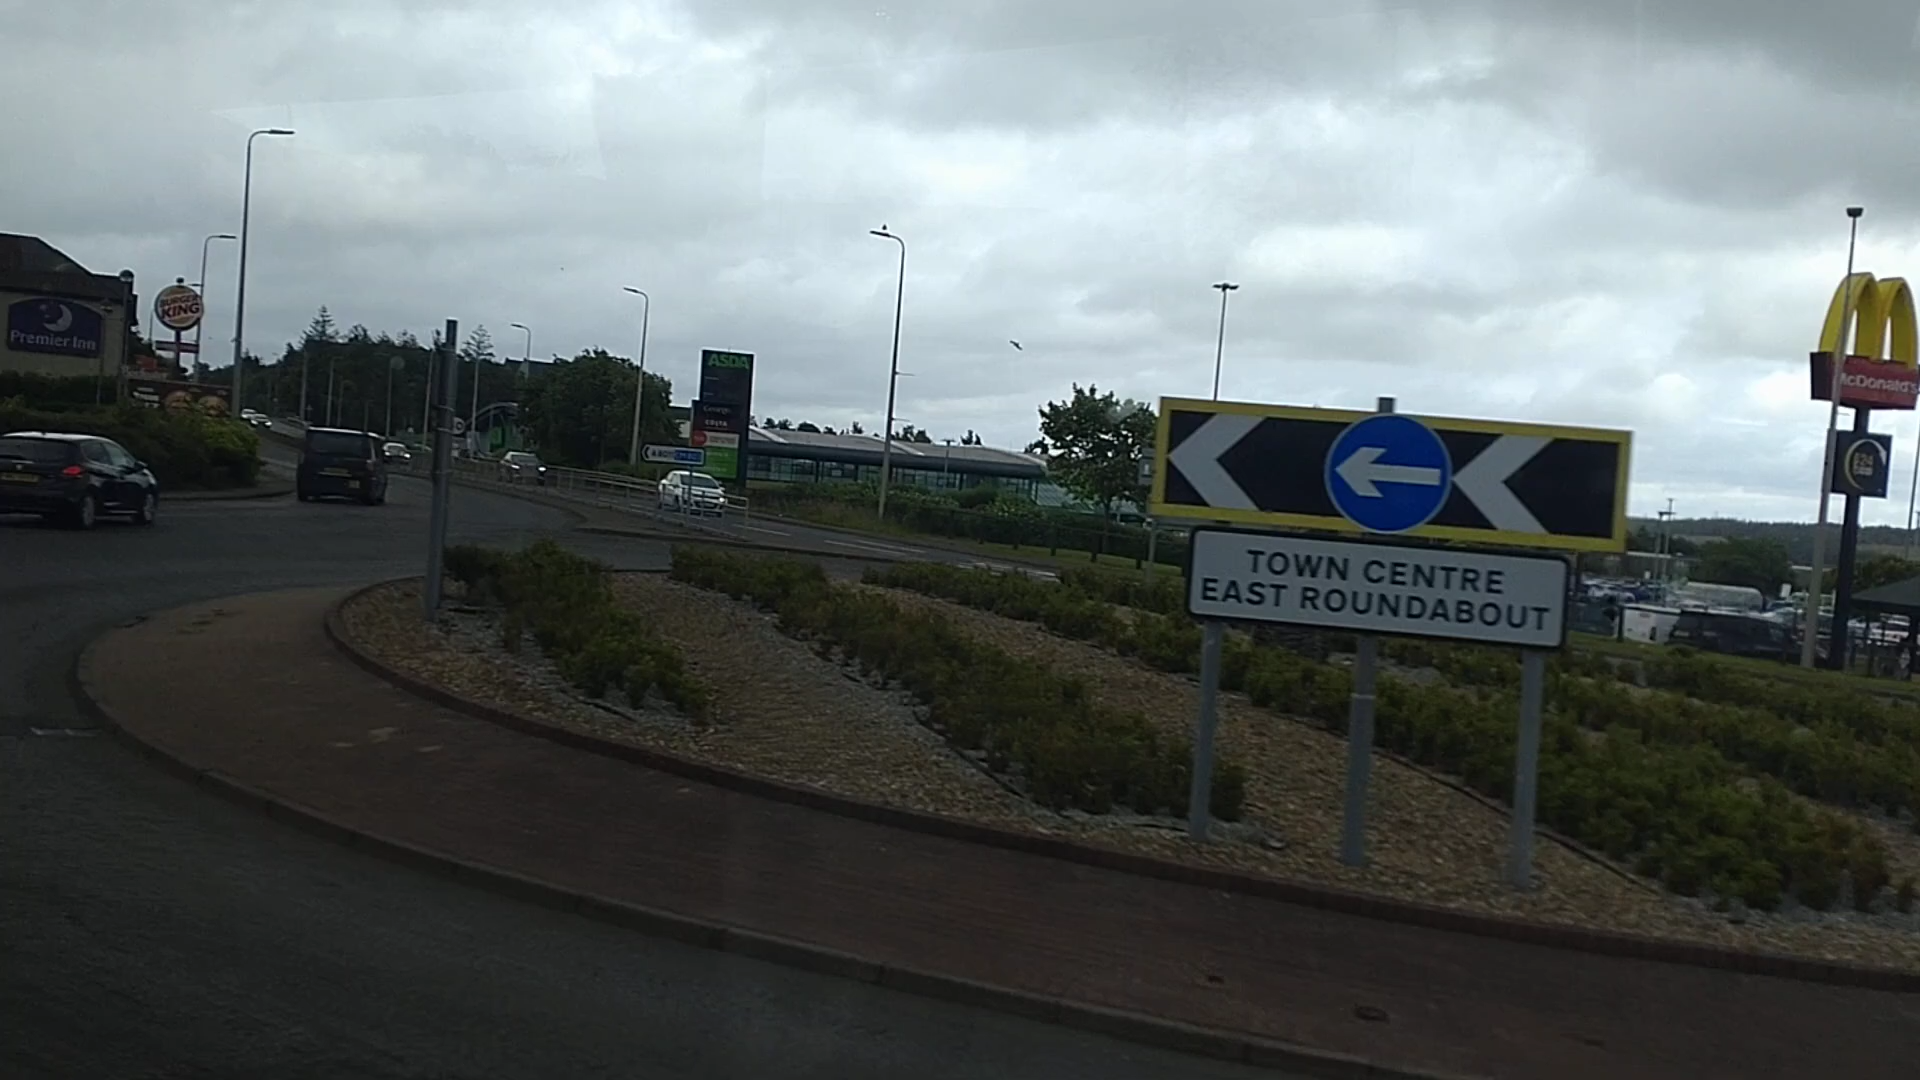 Premier Inn
BURGER
KING
ASDA
George
COSTA
TOWN CENTRE
EAST ROUNDABOUT
McDonald's